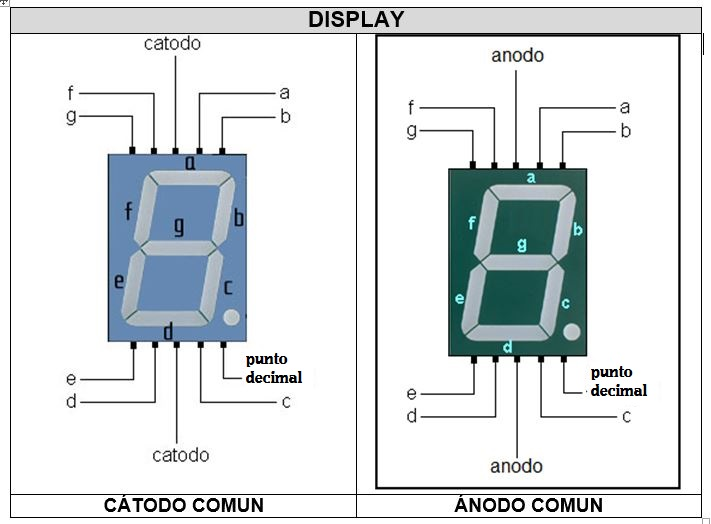 DISPLAY
catodo
f a
g b
a
f b
g
e c
d
punto
e decimal
d c
catodo
CÁTODO COMUN
anodo
f a
g b
a
f b
g
e c
d
punto
e decimal
d c
anodo
ÁNODO COMUN